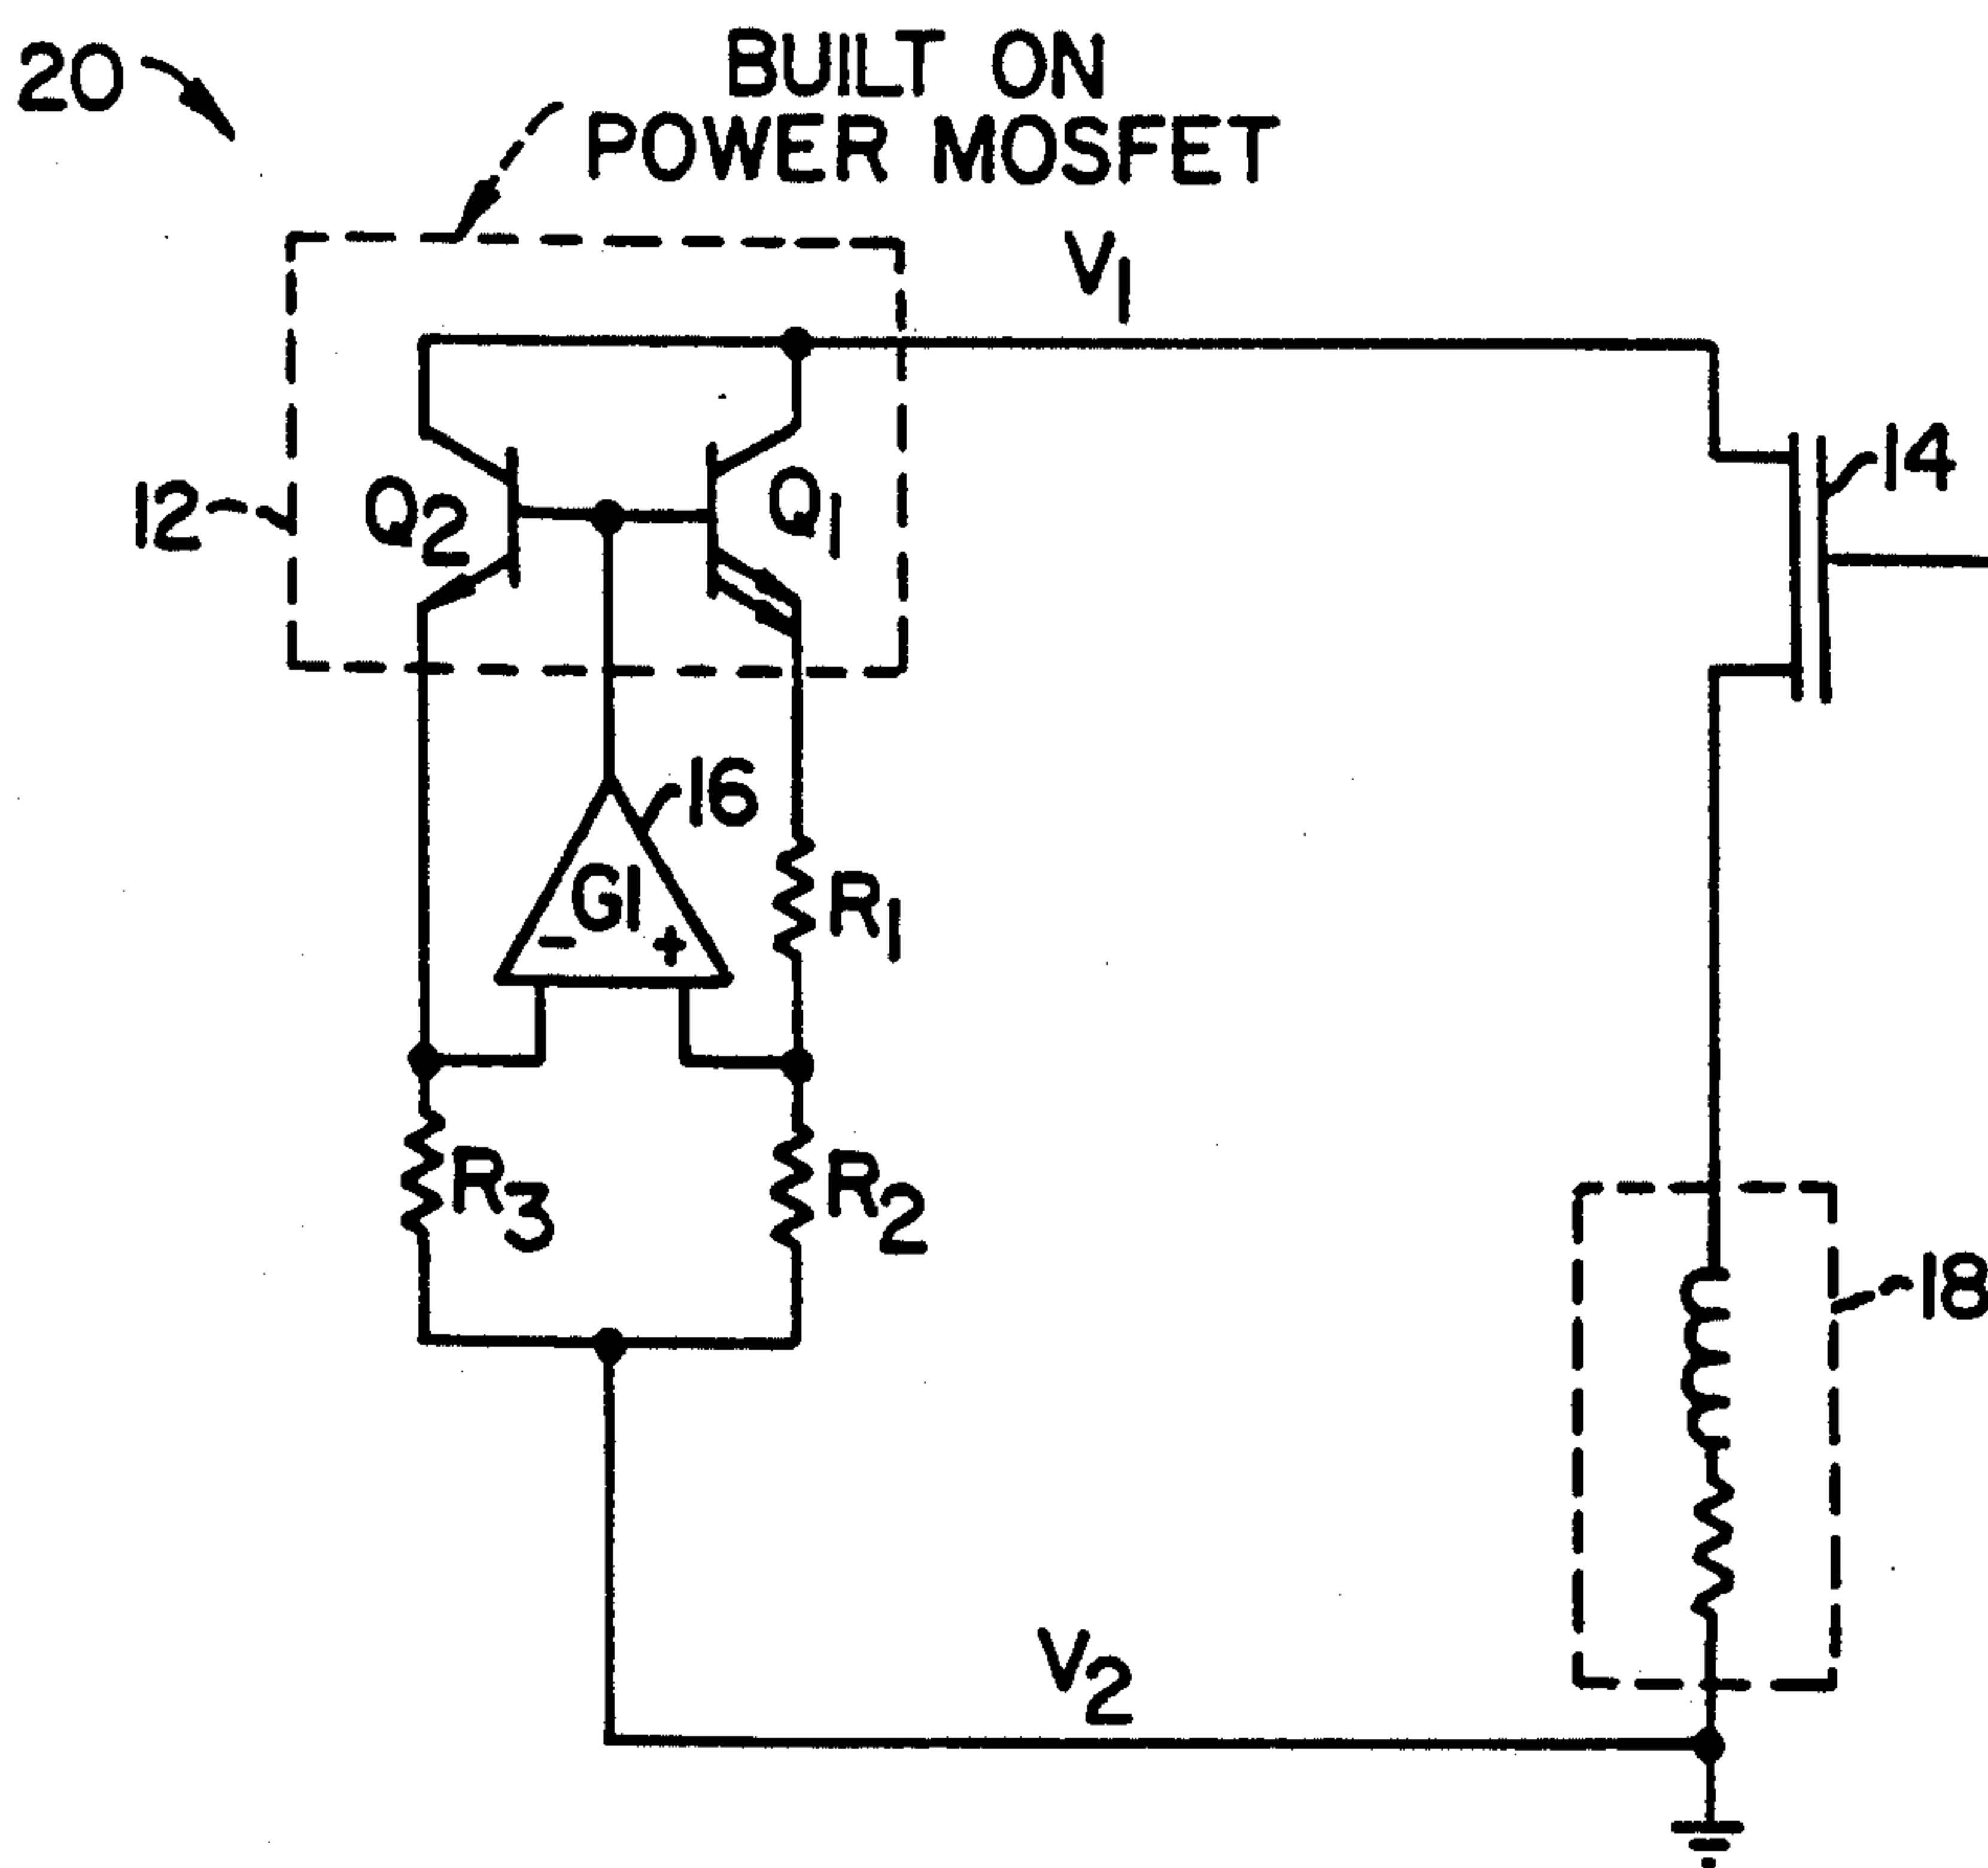 20
BUILT ON
POWER MOSFET
V1
12
Q2
Q1
14
16
G1
- +
R1
R3
R2
18
V2